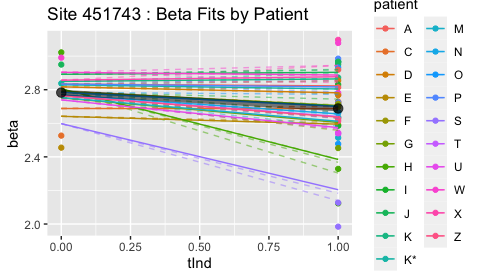 Site 451743 : Beta Fits by Patient
beta
2.8
2.4
2.0
0.00 0.25 0.50 0.75 1.00
tInd
patient
A M
C N
D O
E P
F S
G T
H U
I W
J X
K Z
K*